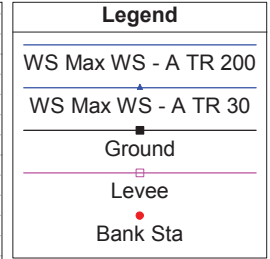 Legend
WS Max WS - A TR 200
WS Max WS - A TR 30
Ground
Levee
Bank Sta